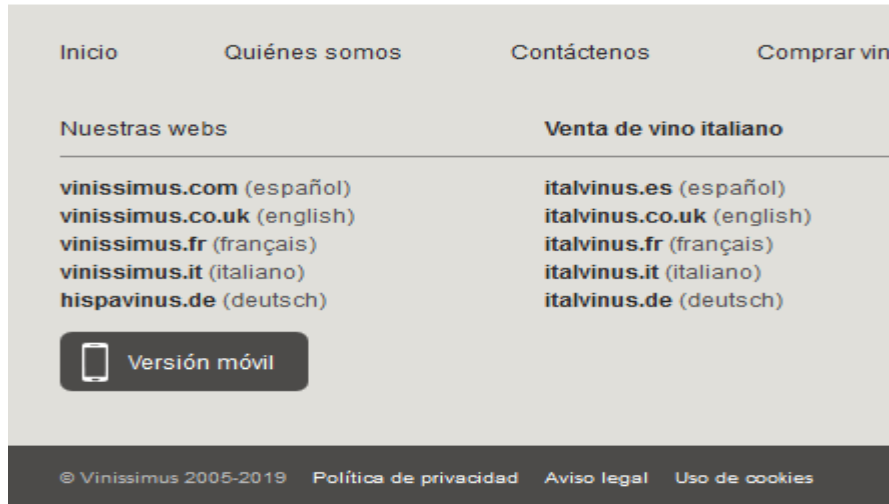 Inicio Quiénes somos Contáctenos Comprar vin
Nuestras webs Venta de vino italiano
vinissimus.com (español) italvinus.es (español)
vinissimus.co.uk (english) italvinus.co.uk (english)
vinissimus.fr (français) italvinus.fr (français)
vinissimus.it (italiano) italvinus.it (italiano)
hispavinus.de (deutsch) italvinus.de (deutsch)
Versión móvil
© Vinissimus 2005-2019 Política de privacidad Aviso legal Uso de cookies